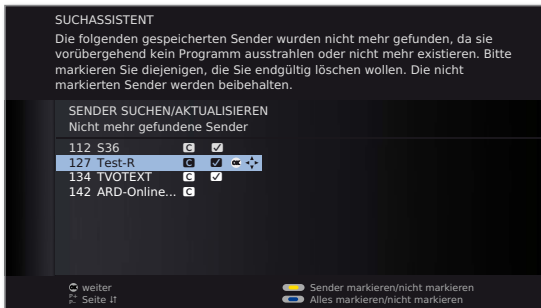 SUCHASSISTENT
Die folgenden gespeicherten Sender wurden nicht mehr gefunden, da sie
vorübergehend kein Programm ausstrahlen oder nicht mehr existieren. Bitte
markieren Sie diejenigen, die Sie endgültig löschen wollen. Die nicht
markierten Sender werden beibehalten.
SENDER SUCHEN/AKTUALISIEREN
Nicht mehr gefundene Sender
112 S36 C ✓
127 Test-R C ✓ OK
134 TVOTEXT C ✓
142 ARD-Online... C
OK weiter
P+ P- Seite ↓↑
Sender markieren/nicht markieren
Alles markieren/nicht markieren